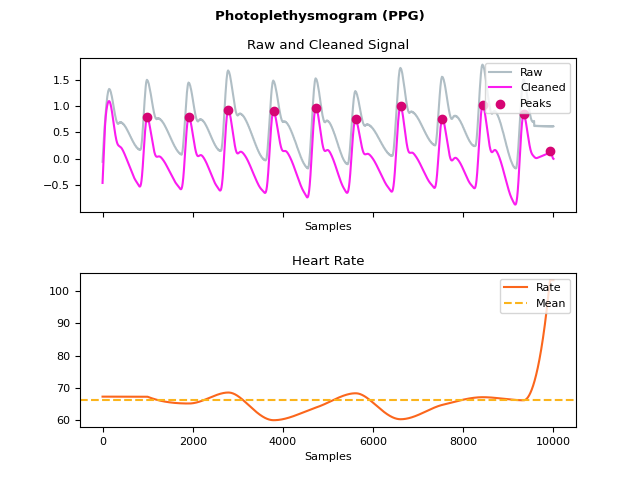 Photoplethysmogram (PPG)
Raw and Cleaned Signal
Raw
Cleaned
Peaks
1.5
1.0
0.5
0.0
−0.5
Samples
Heart Rate
Rate
Mean
100
90
80
70
60
0 2000 4000 6000 8000 10000
Samples